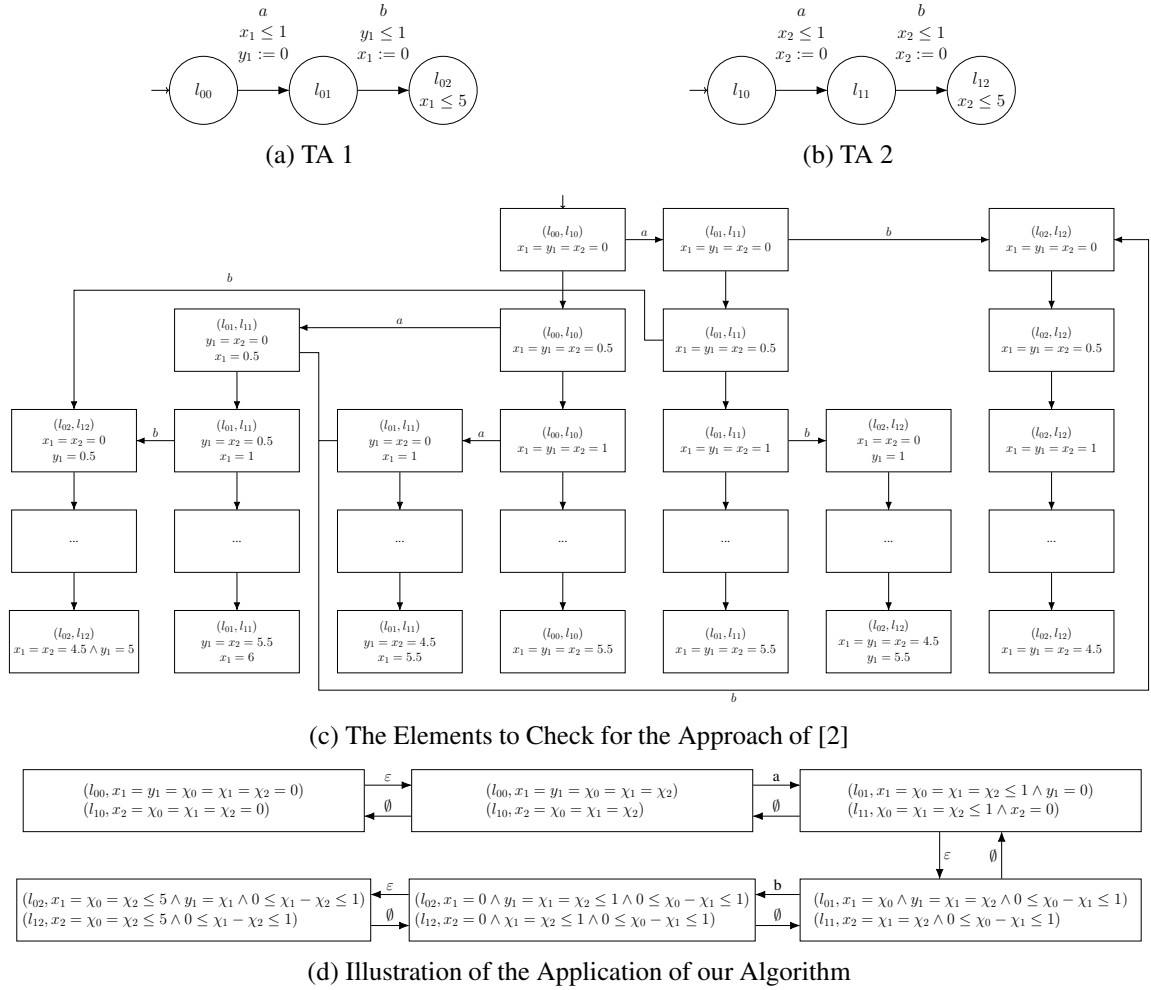 a
x₁ ≤ 1
y₁ := 0
b
y₁ ≤ 1
x₁ := 0
l₀₀
l₀₁
l₀₂
x₁ ≤ 5
(a) TA 1
a
x₂ ≤ 1
x₂ := 0
b
x₂ ≤ 1
x₂ := 0
l₁₀
l₁₁
l₁₂
x₂ ≤ 5
(b) TA 2
(l₀₀, l₁₀)
x₁ = y₁ = x₂ = 0
a
(l₀₁, l₁₁)
x₁ = y₁ = x₂ = 0
b
(l₀₂, l₁₂)
x₁ = y₁ = x₂ = 0
b
(l₀₁, l₁₁)
y₁ = x₂ = 0
x₁ = 0.5
a
(l₀₀, l₁₀)
x₁ = y₁ = x₂ = 0.5
(l₀₁, l₁₁)
x₁ = y₁ = x₂ = 0.5
(l₀₂, l₁₂)
x₁ = y₁ = x₂ = 0.5
(l₀₂, l₁₂)
x₁ = x₂ = 0
y₁ = 0.5
b
(l₀₁, l₁₁)
y₁ = x₂ = 0.5
x₁ = 1
(l₀₁, l₁₁)
y₁ = x₂ = 0
x₁ = 1
a
(l₀₀, l₁₀)
x₁ = y₁ = x₂ = 1
(l₀₁, l₁₁)
x₁ = y₁ = x₂ = 1
b
(l₀₂, l₁₂)
x₁ = x₂ = 0
y₁ = 1
(l₀₂, l₁₂)
x₁ = y₁ = x₂ = 1
...
...
...
...
...
...
...
(l₀₂, l₁₂)
x₁ = x₂ = 4.5 ∧ y₁ = 5
(l₀₁, l₁₁)
y₁ = x₂ = 5.5
x₁ = 6
(l₀₁, l₁₁)
y₁ = x₂ = 4.5
x₁ = 5.5
(l₀₀, l₁₀)
x₁ = y₁ = x₂ = 5.5
(l₀₁, l₁₁)
x₁ = y₁ = x₂ = 5.5
(l₀₂, l₁₂)
x₁ = y₁ = x₂ = 4.5
y₁ = 5.5
(l₀₂, l₁₂)
x₁ = y₁ = x₂ = 4.5
b
(c) The Elements to Check for the Approach of [2]
(l₀₀, x₁ = y₁ = χ₀ = χ₁ = χ₂ = 0)
(l₁₀, x₂ = χ₀ = χ₁ = χ₂ = 0)
ε
∅
(l₀₀, x₁ = y₁ = χ₀ = χ₁ = χ₂)
(l₁₀, x₂ = χ₀ = χ₁ = χ₂)
a
∅
(l₀₁, x₁ = χ₀ = χ₁ = χ₂ ≤ 1 ∧ y₁ = 0)
(l₁₁, χ₀ = χ₁ = χ₂ ≤ 1 ∧ x₂ = 0)
ε
∅
(l₀₂, x₁ = χ₀ = χ₂ ≤ 5 ∧ y₁ = χ₁ ∧ 0 ≤ χ₁ − χ₂ ≤ 1)
(l₁₂, x₂ = χ₀ = χ₂ ≤ 5 ∧ 0 ≤ χ₁ − χ₂ ≤ 1)
ε
∅
(l₀₂, x₁ = 0 ∧ y₁ = χ₁ = χ₂ ≤ 1 ∧ 0 ≤ χ₀ − χ₁ ≤ 1)
(l₁₂, x₂ = 0 ∧ χ₁ = χ₂ ≤ 1 ∧ 0 ≤ χ₀ − χ₁ ≤ 1)
b
∅
(l₀₁, x₁ = χ₀ ∧ y₁ = χ₁ = χ₂ ∧ 0 ≤ χ₀ − χ₁ ≤ 1)
(l₁₁, x₂ = χ₁ = χ₂ ∧ 0 ≤ χ₀ − χ₁ ≤ 1)
(d) Illustration of the Application of our Algorithm